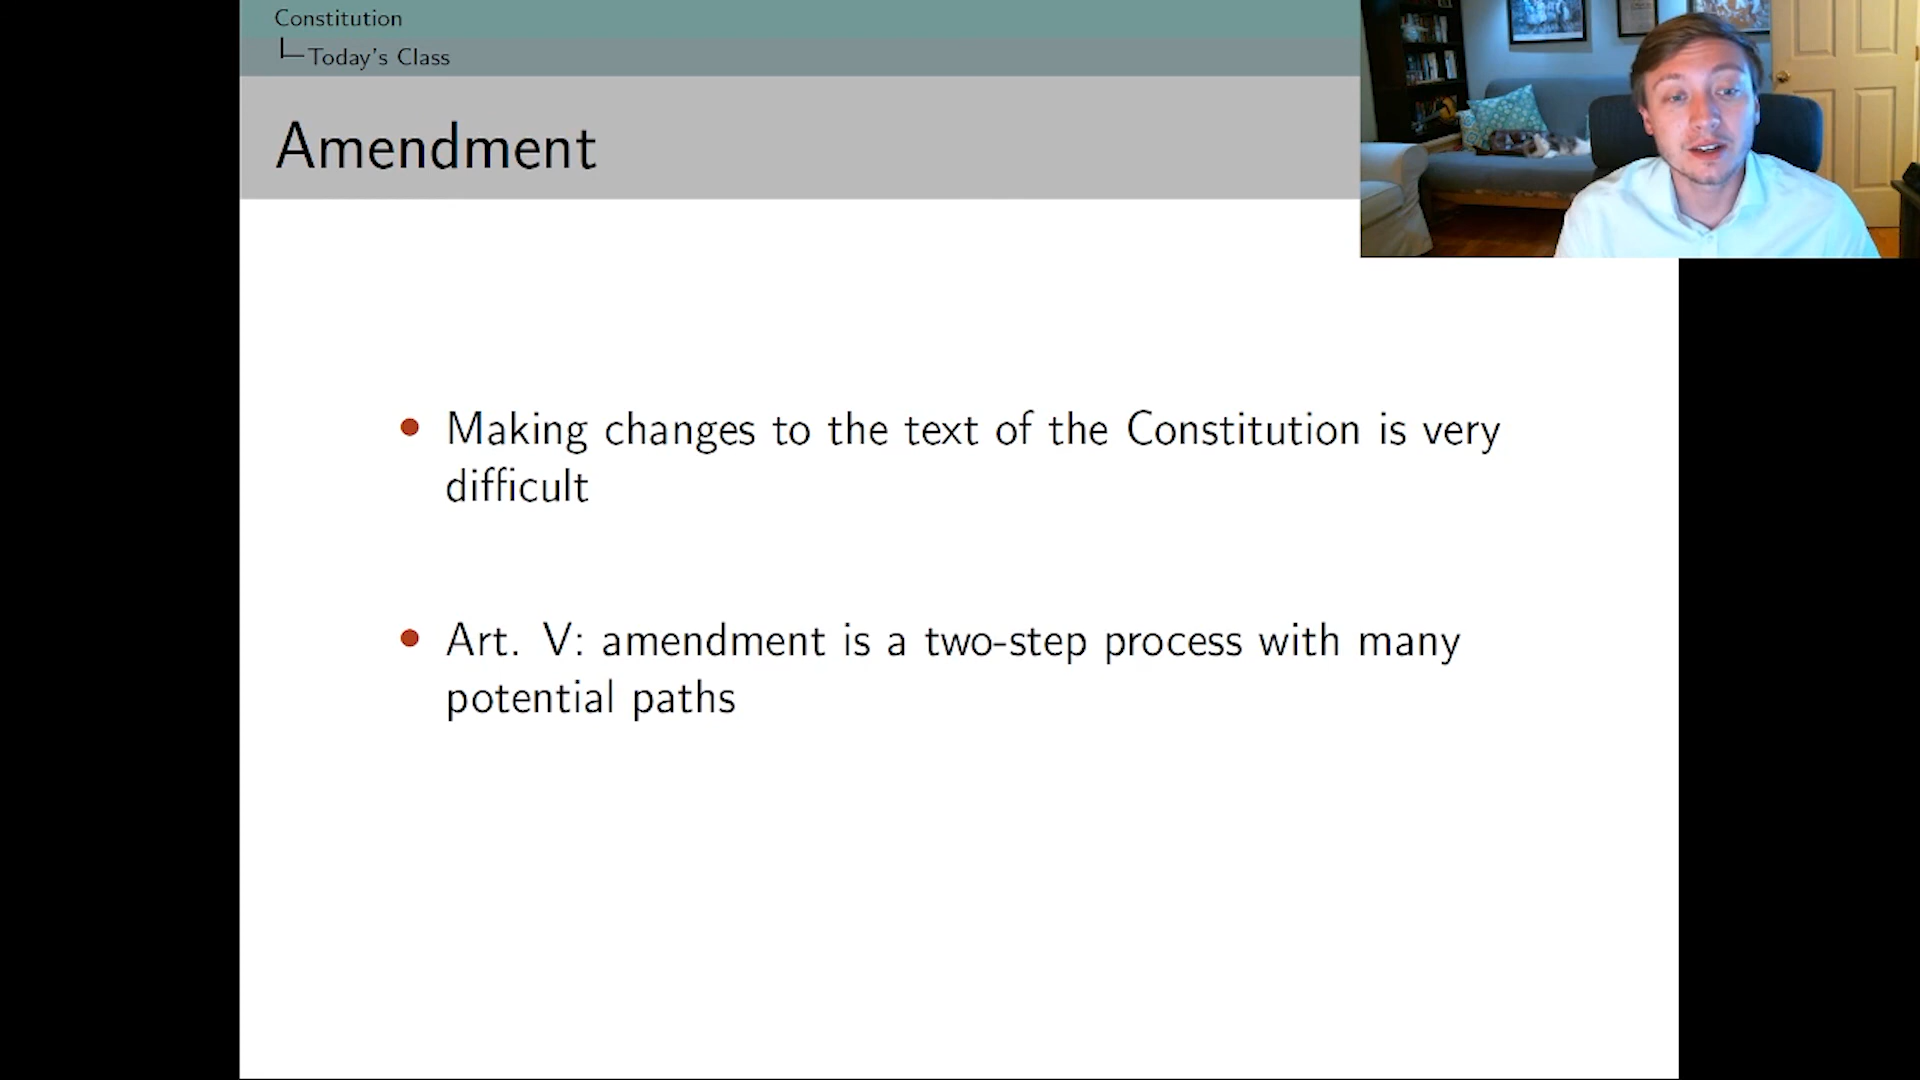 Constitution
Today's Class
Amendment
Making changes to the text of the Constitution is very
difficult
Art. V: amendment is a two-step process with many
potential paths